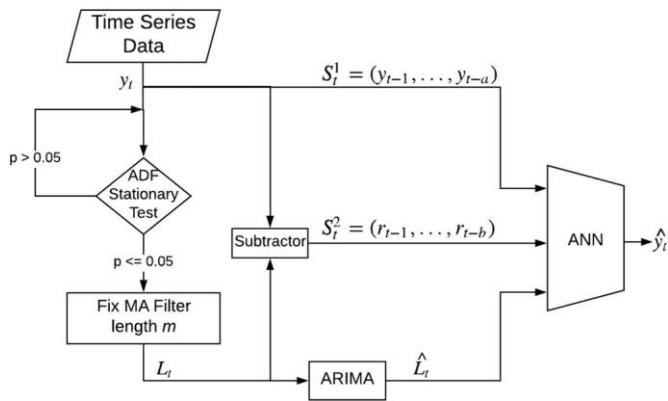 Time Series
Data
y_t
S_t^1 = (y_{t−1}, . . . , y_{t−a})
p > 0.05
ADF
Stationary
Test
Subtractor
S_t^2 = (r_{t−1}, . . . , r_{t−b})
ANN
ŷ_t
p <= 0.05
Fix MA Filter
length m
L_t
ARIMA
L̂_t